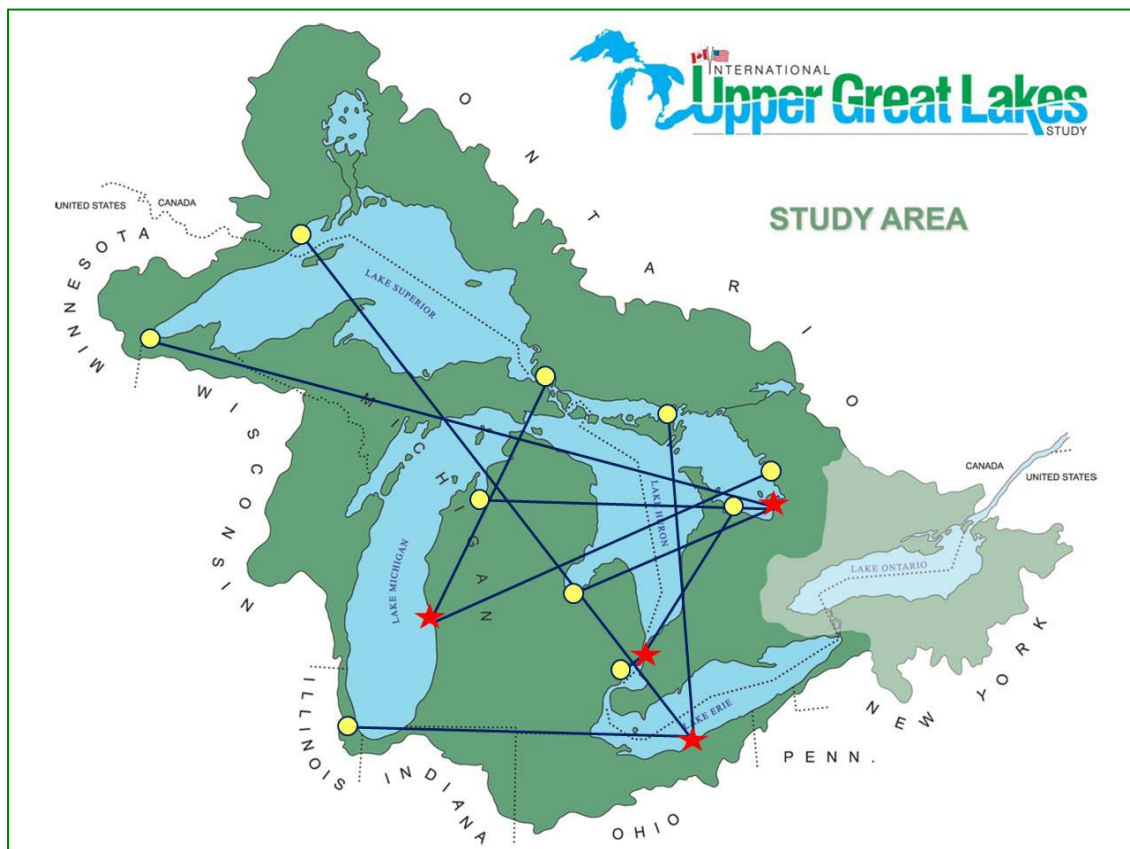 INTERNATIONAL
Upper Great Lakes
STUDY
STUDY AREA
ONTARIO
UNITED STATES
CANADA
MINNESOTA
LAKE SUPERIOR
WISCONSIN
MICHIGAN
LAKE HURON
CANADA
UNITED STATES
LAKE ONTARIO
LAKE MICHIGAN
NEW YORK
LAKE ERIE
ILLINOIS
INDIANA
PENN.
OHIO